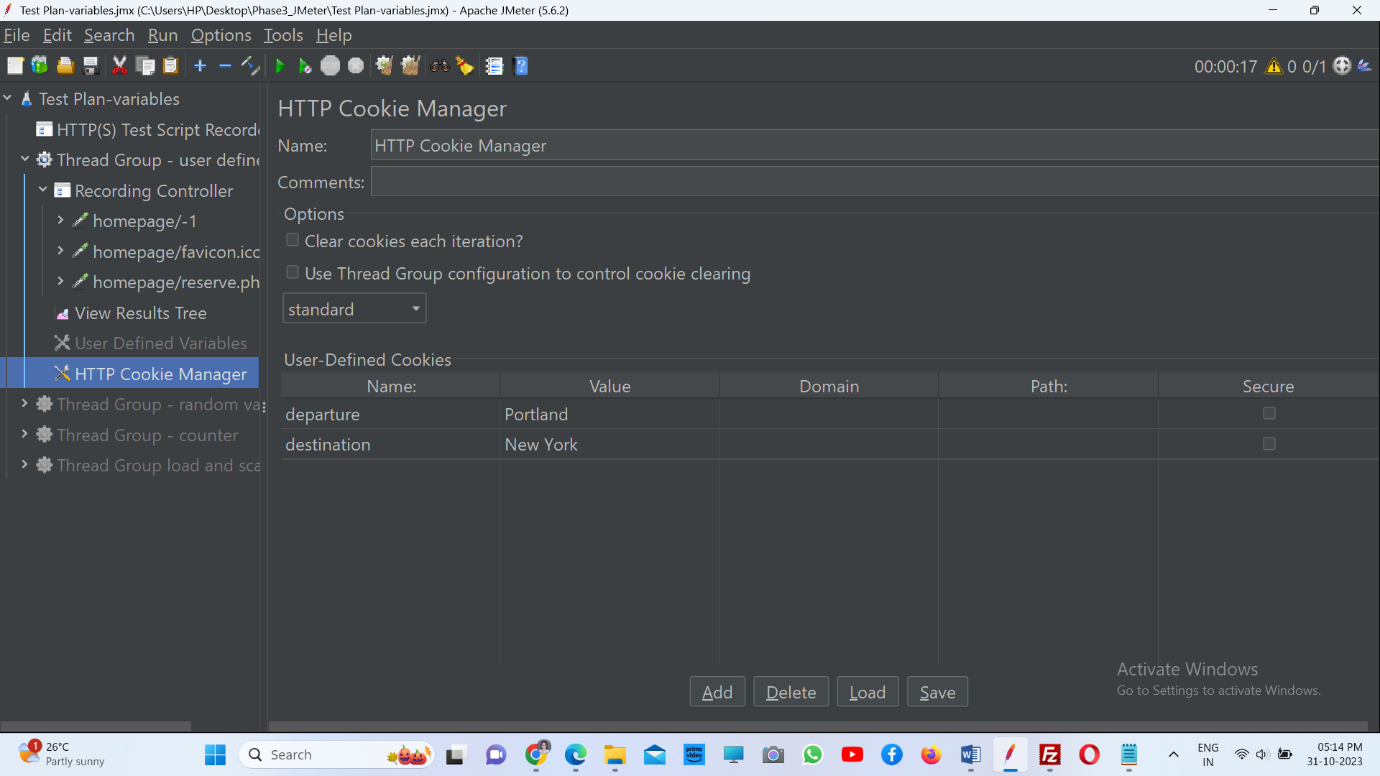 Test Plan-variables.jmx (C:\Users\HP\Desktop\Phase3_JMeter\Test Plan-variables.jmx) - Apache JMeter (5.6.2)
File Edit Search Run Options Tools Help
00:00:17 0 0/1
Test Plan-variables
HTTP(S) Test Script Recorde
Thread Group - user define
Recording Controller
homepage/-1
homepage/favicon.icc
homepage/reserve.ph
View Results Tree
User Defined Variables
HTTP Cookie Manager
Thread Group - random va
Thread Group - counter
Thread Group load and sca
HTTP Cookie Manager
Name: HTTP Cookie Manager
Comments:
Options
Clear cookies each iteration?
Use Thread Group configuration to control cookie clearing
standard
User-Defined Cookies
Name: Value Domain Path: Secure
departure Portland
destination New York
Add Delete Load Save
Activate Windows
Go to Settings to activate Windows.
1 26°C
Partly sunny
Search
prime video
ENG
IN
05:14 PM
31-10-2023